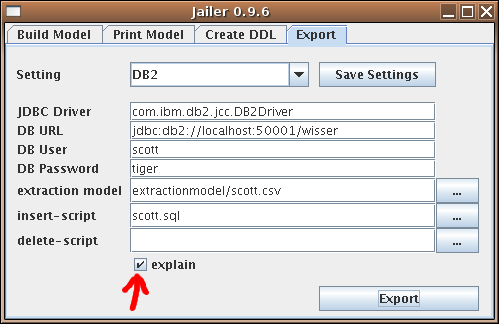 Jailer 0.9.6
Build Model Print Model Create DDL Export
Setting DB2 Save Settings
JDBC Driver com.ibm.db2.jcc.DB2Driver
DB URL jdbc:db2://localhost:50001/wisser
DB User scott
DB Password tiger
extraction model extractionmodel/scott.csv ...
insert-script scott.sql ...
delete-script ...
explain
Export